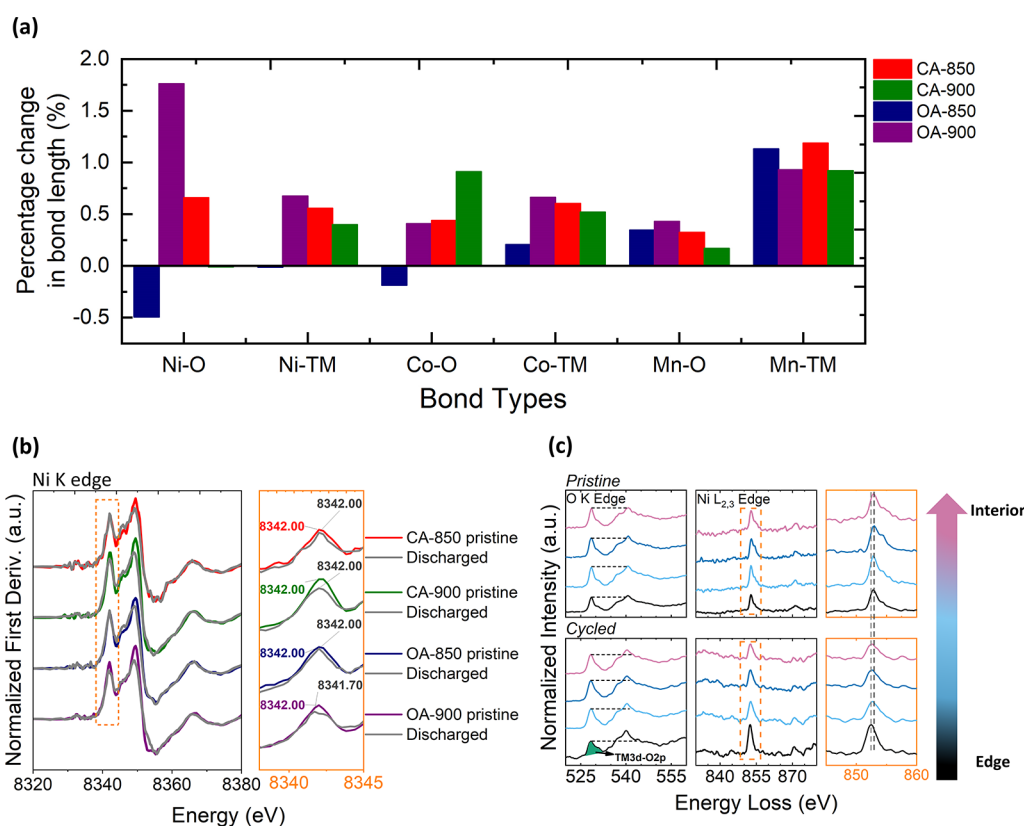 (a)
Percentage change
in bond length (%)
2.0
1.5
1.0
0.5
0.0
-0.5
Ni-O Ni-TM Co-O Co-TM Mn-O Mn-TM
Bond Types
CA-850
CA-900
OA-850
OA-900
(b)
Ni K edge
Normalized First Deriv. (a.u.)
8320 8340 8360 8380
8342.00
8342.00
8342.00
8342.00
8342.00
8342.00
8342.00
8341.70
8340 8345
Energy (eV)
CA-850 pristine
Discharged
CA-900 pristine
Discharged
OA-850 pristine
Discharged
OA-900 pristine
Discharged
(c)
Normalized Intensity (a.u.)
Pristine
O K Edge
Ni L2,3 Edge
Cycled
TM3d-O2p
525 540 555
840 855 870
850 860
Energy Loss (eV)
Interior
Edge